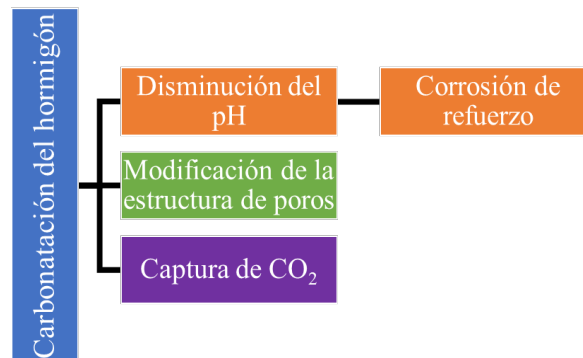 Carbonatación del hormigón
Disminución del
pH
Corrosión de
refuerzo
Modificación de la
estructura de poros
Captura de CO₂